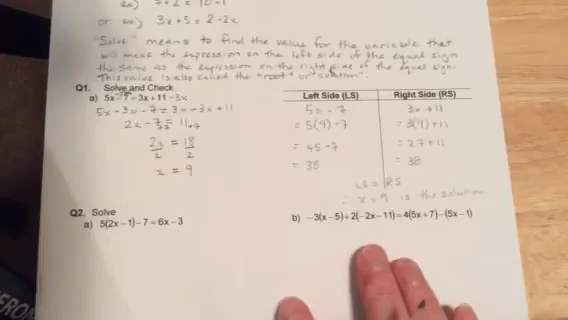 ex) 7+2 = 10-1
or ex) 3x+5 = 2-2x
"Solve" means to find the value for the variable that
will make the expression on the left side of the equal sign
the same as the expression on the right side of the equal sign.
This value is also called the "root" or "solution".
Q1. Solve and Check
a) 5x-7=3x+11 -3x
5x-3x-7=3x-3x+11
2x-7+7= 11+7
2x/2 = 18/2
x = 9
Left Side (LS) Right Side (RS)
5x-7 3x+11
=5(9)-7 =3(9)+11
=45-7 =27+11
=38 =38
LS=RS
∴ x=9 is the solution
Q2. Solve
a) 5(2x-1)-7=6x-3
b) -3(x-5)+2(-2x-11)=4(5x+7)-(5x-1)